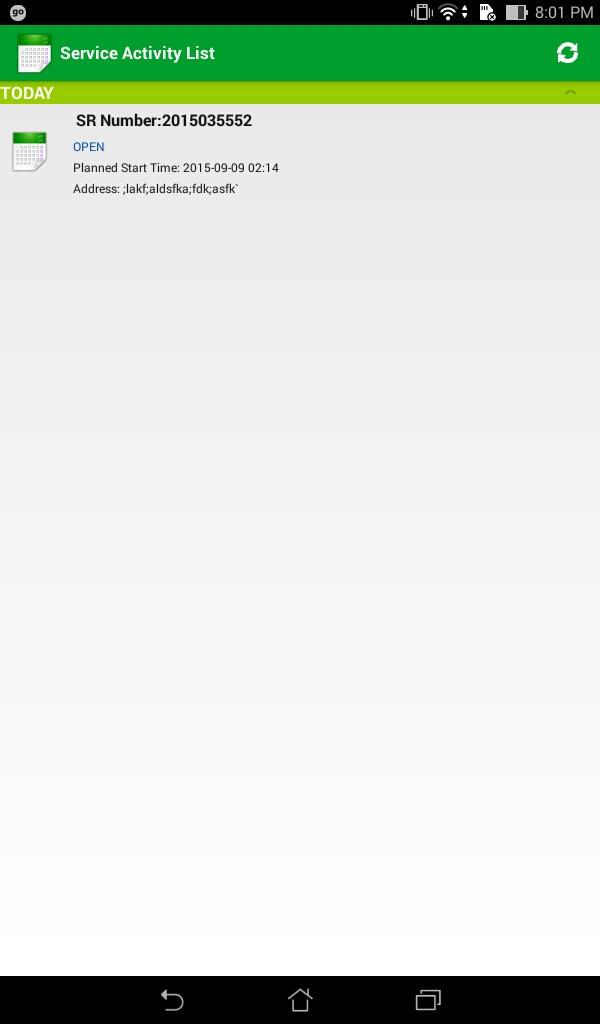 go
8:01 PM
Service Activity List
TODAY
SR Number:2015035552
OPEN
Planned Start Time: 2015-09-09 02:14
Address: ;lakf;aldsfka;fdk;asfk`